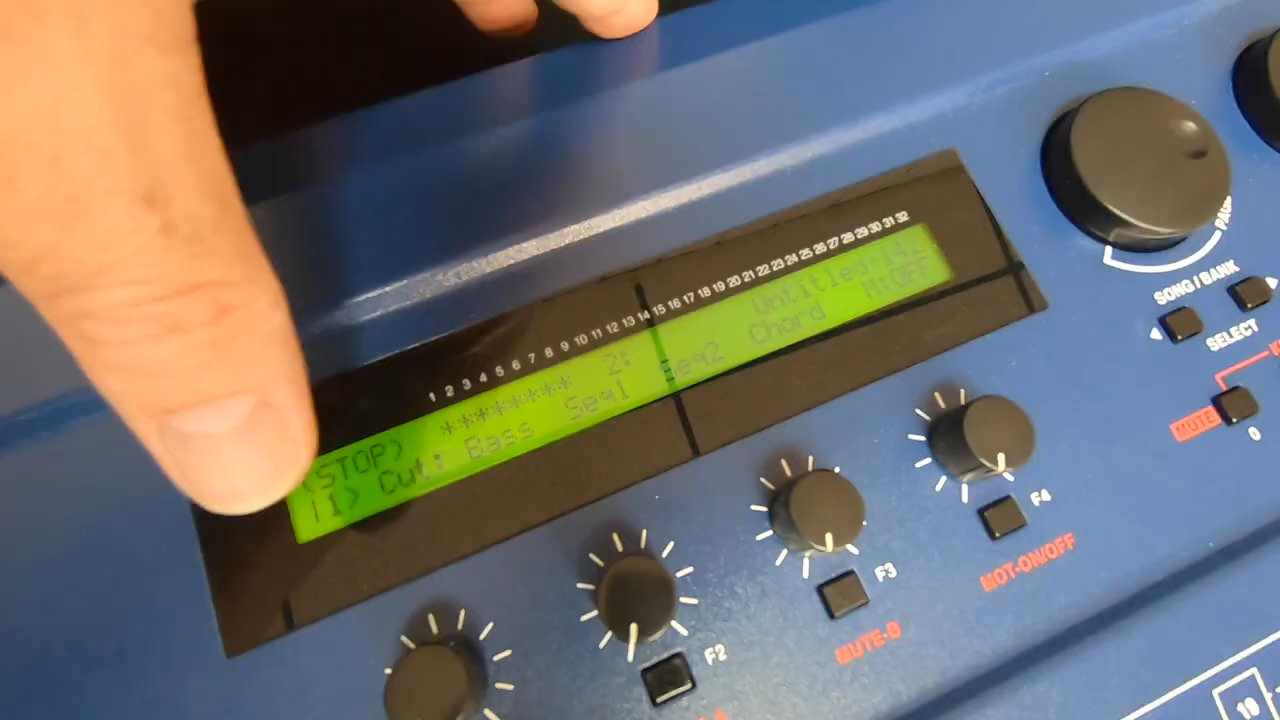 1 2 3 4 5 6 7 8 9 10 11 12 13 14 15 16 17 18 19 20 21 22 23 24 25 26 27 28 29 30 31 32
(STOP) ******* 2: Untitled
Cut: Bass Seq1 Seq2 Chord M:OFF
PAGE
SONG/BANK
SELECT
MUTE
0
F4
MOT-ON/OFF
F3
MUTE-B
F2
19